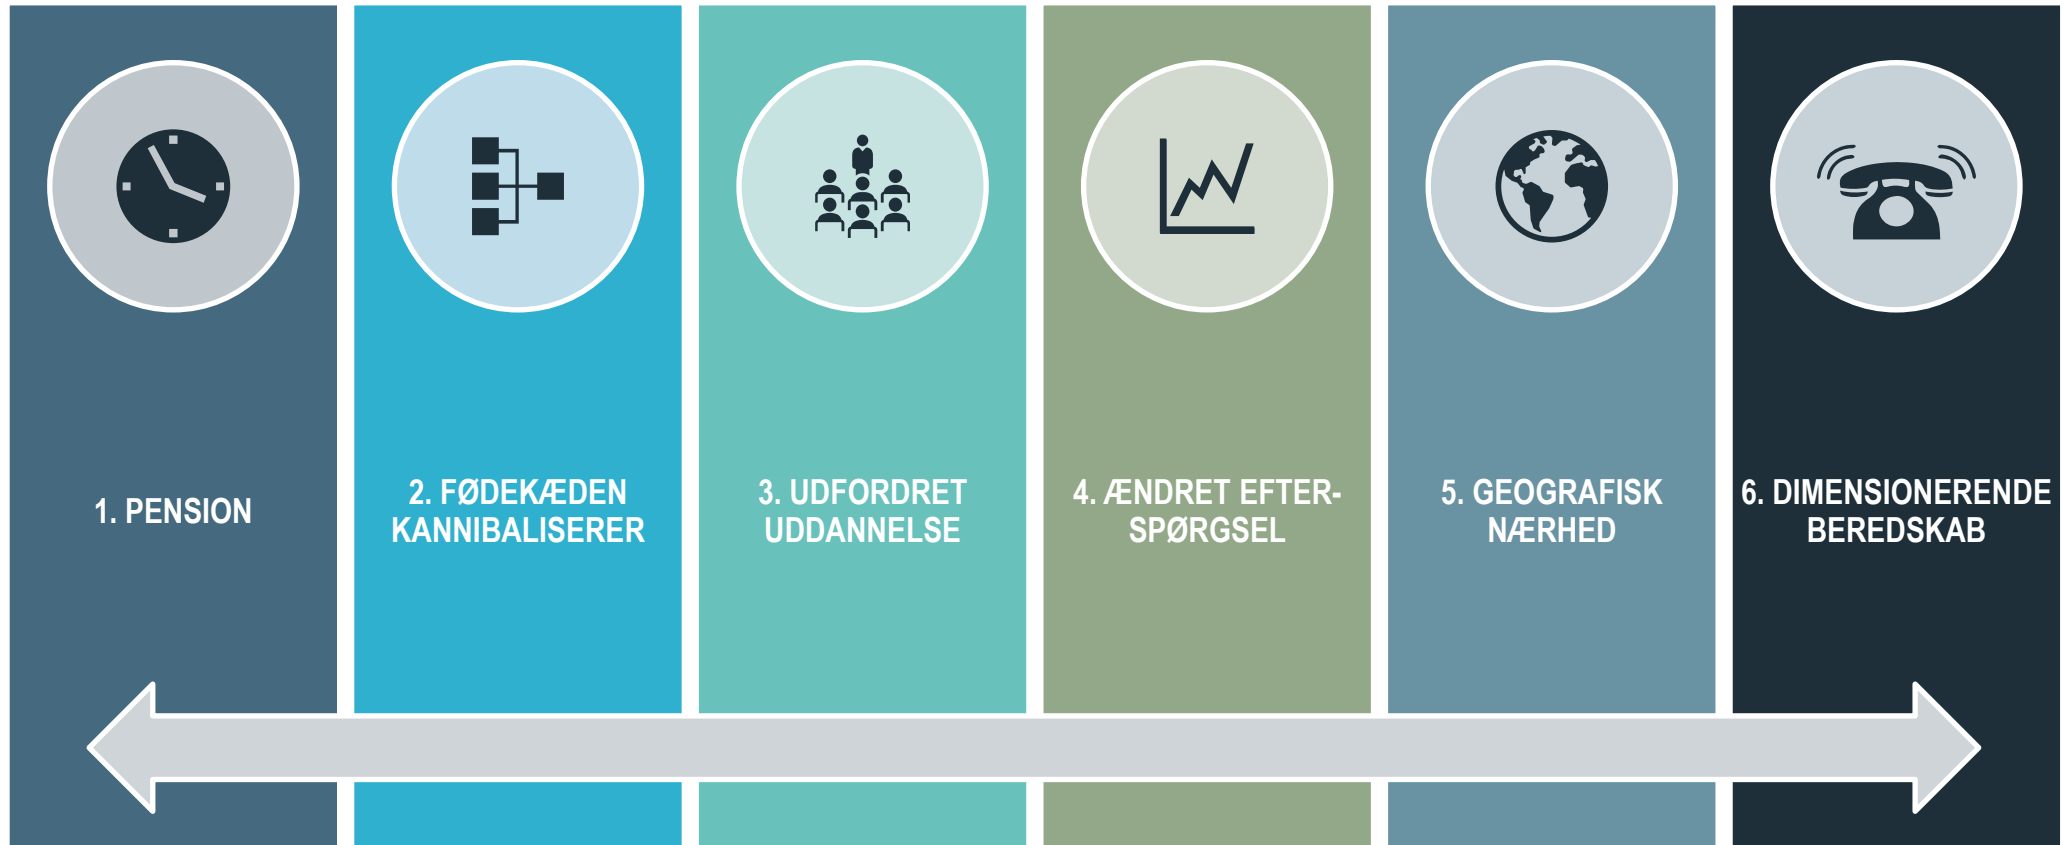 1. PENSION
2. FØDEKÆDEN
KANNIBALISERER
3. UDFORDRET
UDDANNELSE
4. ÆNDRET EFTER-
SPØRGSEL
5. GEOGRAFISK
NÆRHED
6. DIMENSIONERENDE
BEREDSKAB